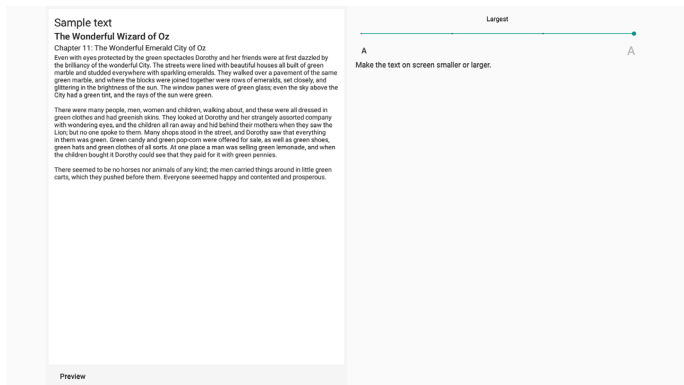 Sample text
The Wonderful Wizard of Oz
Chapter 11: The Wonderful Emerald City of Oz
Even with eyes protected by the green spectacles Dorothy and her friends were at first dazzled by
the brilliancy of the wonderful City. The streets were lined with beautiful houses all built of green
marble and studded everywhere with sparkling emeralds. They walked over a pavement of the same
green marble, and where the blocks were joined together were rows of emeralds, set closely, and
glittering in the brightness of the sun. The window panes were of green glass; even the sky above the
City had a green tint, and the rays of the sun were green.
There were many people, men, women and children, walking about, and these were all dressed in
green clothes and had greenish skins. They looked at Dorothy and her strangely assorted company
with wondering eyes, and the children all ran away and hid behind their mothers when they saw the
Lion; but no one spoke to them. Many shops stood in the street, and Dorothy saw that everything
in them was green. Green candy and green pop-corn were offered for sale, as well as green shoes,
green hats and green clothes of all sorts. At one place a man was selling green lemonade, and when
the children bought it Dorothy could see that they paid for it with green pennies.
There seemed to be no horses nor animals of any kind; the men carried things around in little green
carts, which they pushed before them. Everyone seeemed happy and contented and prosperous.
Preview
Largest
A A
Make the text on screen smaller or larger.